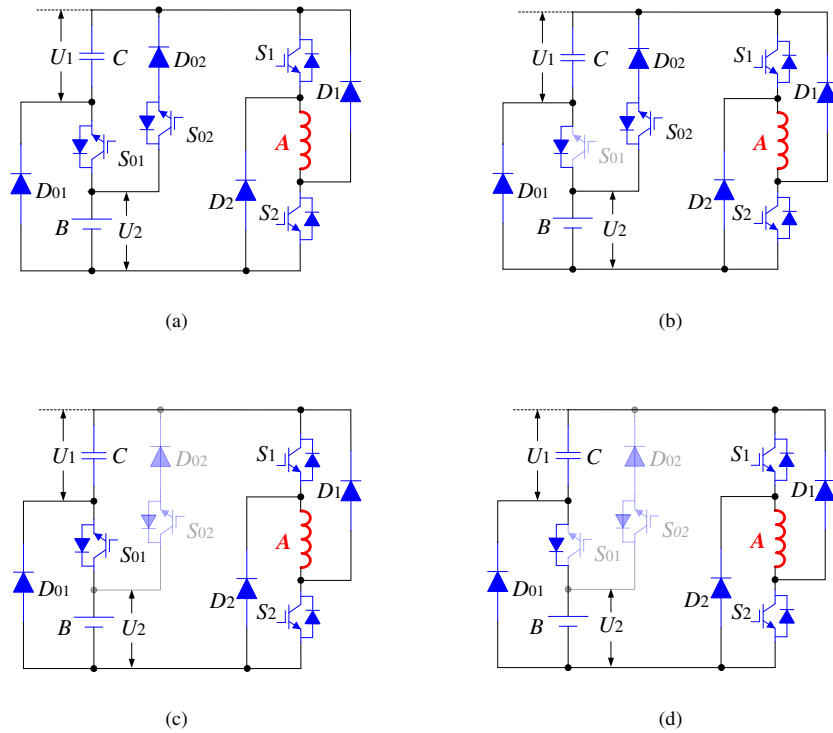 U1 C D02 S1 D1
S01 S02 A
D01 D2 S2
B U2
(a)
U1 C D02 S1 D1
S01 S02 A
D01 D2 S2
B U2
(b)
U1 C D02 S1 D1
S01 S02 A
D01 D2 S2
B U2
(c)
U1 C D02 S1 D1
S01 S02 A
D01 D2 S2
B U2
(d)